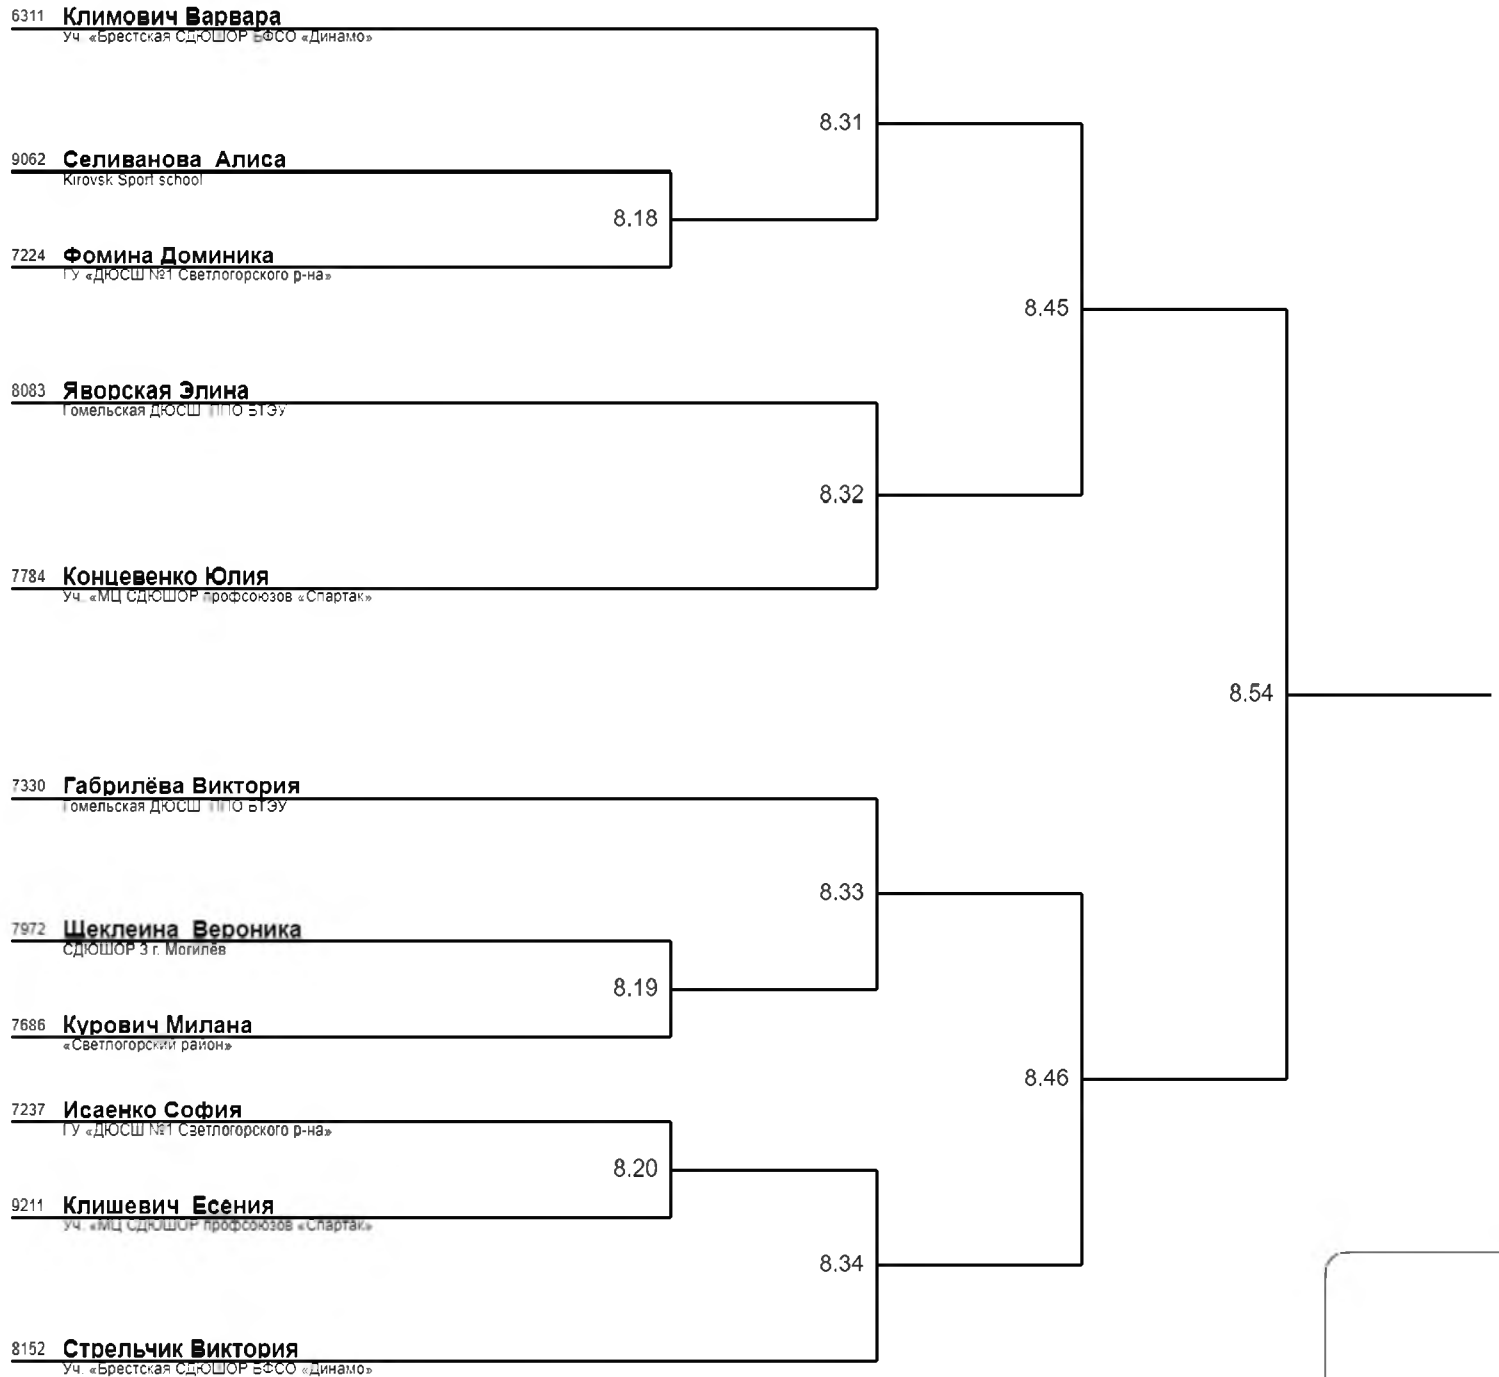 6311 Климович Варвара
Уч. «Брестская СДЮШОР БФСО «Динамо»
8.31
9062 Селиванова Алиса
Kirovsk Sport school
8.18
7224 Фомина Доминика
ГУ «ДЮСШ №1 Светлогорского р-на»
8.45
8083 Яворская Элина
Гомельская ДЮСШ ППО БТЭУ
8.32
7784 Концевенко Юлия
Уч. «МЦ СДЮШОР профсоюзов «Спартак»
8.54
7330 Габрилёва Виктория
Гомельская ДЮСШ ППО БТЭУ
8.33
7972 Щеклеина Вероника
СДЮШОР 3 г. Могилёв
8.19
7686 Курович Милана
«Светлогорский район»
8.46
7237 Исаенко София
ГУ «ДЮСШ №1 Светлогорского р-на»
8.20
9211 Клишевич Есения
Уч. «МЦ СДЮШОР профсоюзов «Спартак»
8.34
8152 Стрельчик Виктория
Уч. «Брестская СДЮШОР БФСО «Динамо»